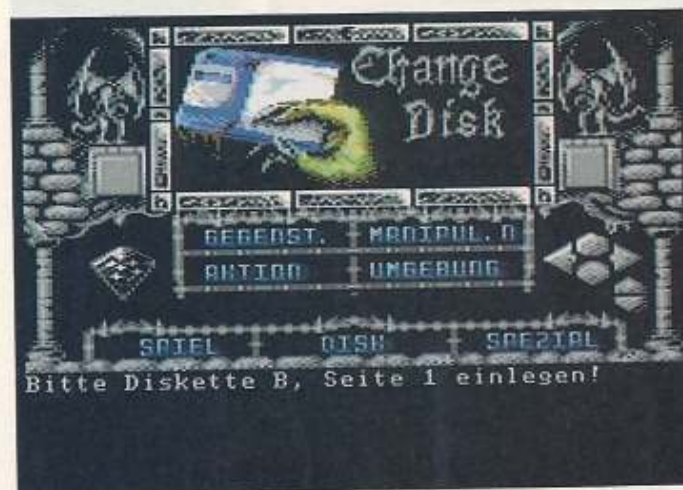 Change
Disk
GEGENST. MANIPUL.N
AKTION UMGEBUNG
SPIEL DISK SPEZIAL
Bitte Diskette B, Seite 1 einlegen!